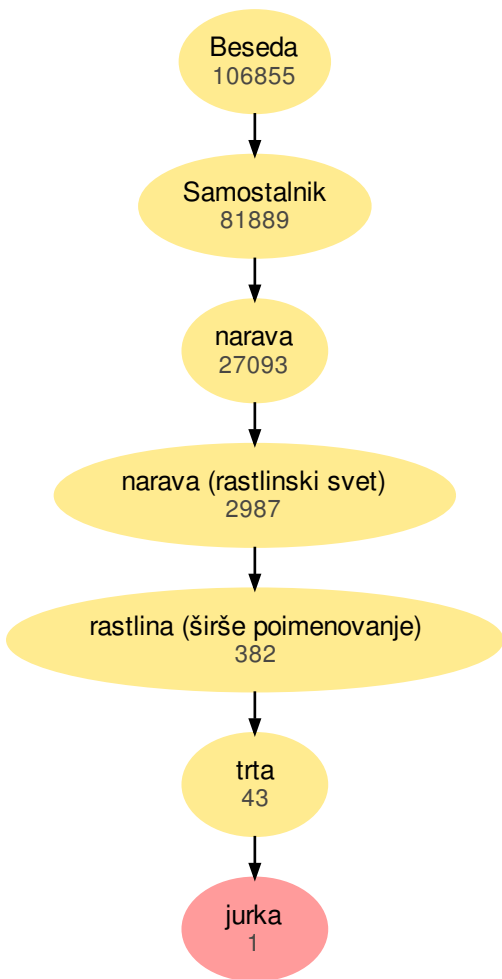 Beseda
106855
Samostalnik
81889
narava
27093
narava (rastlinski svet)
2987
rastlina (širše poimenovanje)
382
trta
43
jurka
1